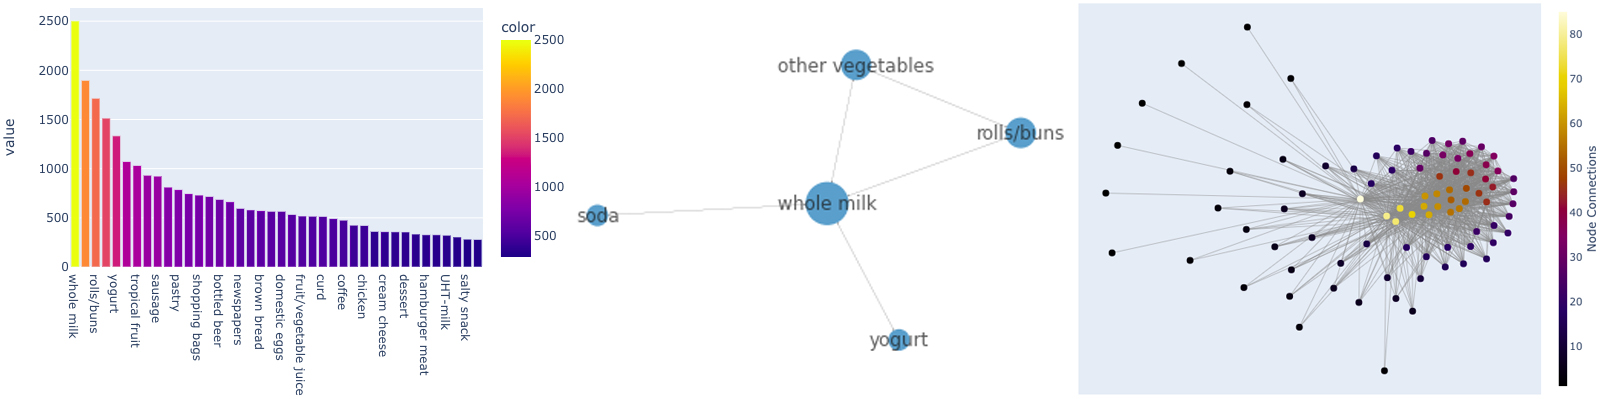 value
2500
2000
1500
1000
500
0
whole milk
rolls/buns
yogurt
tropical fruit
sausage
pastry
shopping bags
bottled beer
newspapers
brown bread
domestic eggs
fruit/vegetable juice
curd
coffee
chicken
cream cheese
dessert
hamburger meat
UHT-milk
salty snack
color
2500
2000
1500
1000
500
other vegetables
rolls/buns
whole milk
soda
yogurt
80
70
60
50
40
30
20
10
Node Connections